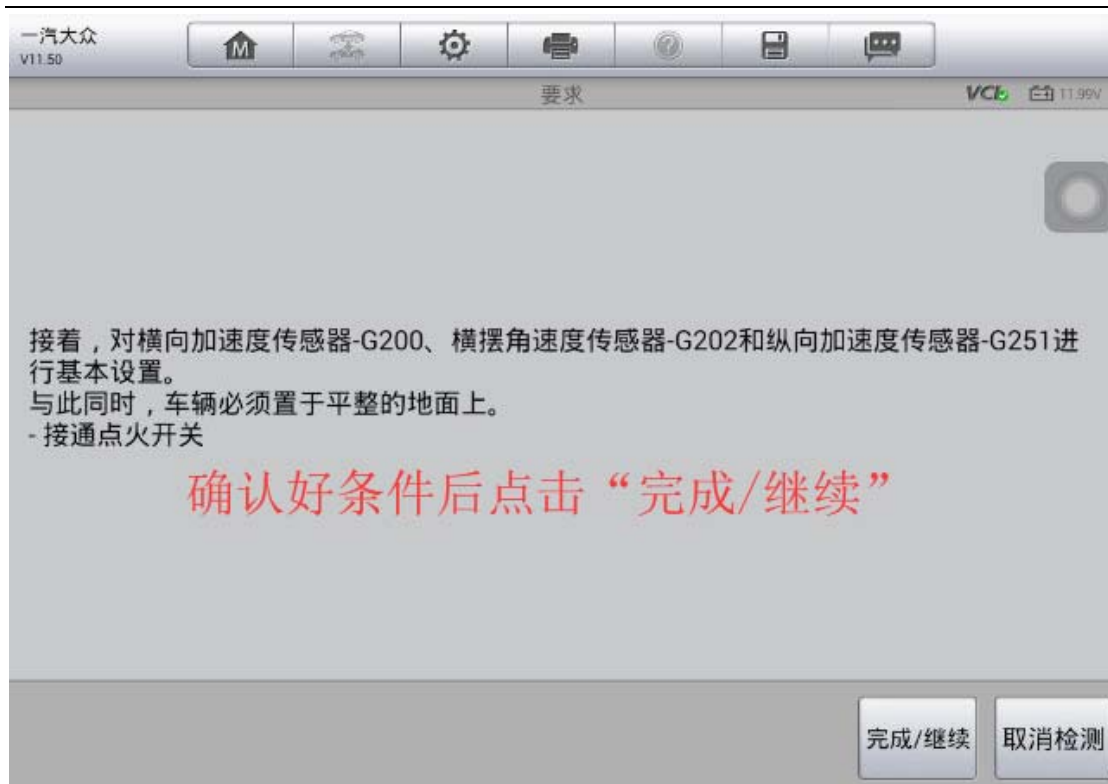 一汽大众
V11.50
M
要求
VCI
11.99V
接着，对横向加速度传感器-G200、横摆角速度传感器-G202和纵向加速度传感器-G251进
行基本设置。
与此同时，车辆必须置于平整的地面上。
- 接通点火开关
确认好条件后点击“完成/继续”
完成/继续
取消检测